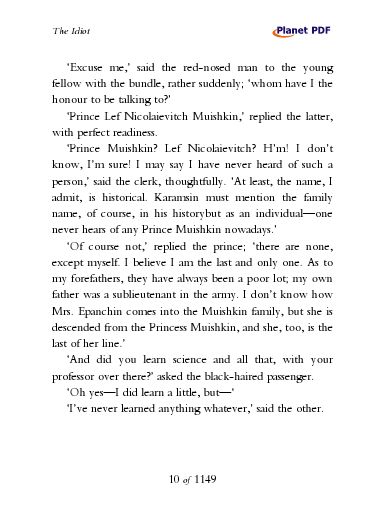 The Idiot
Planet PDF
‘Excuse me,’ said the red-nosed man to the young
fellow with the bundle, rather suddenly; ‘whom have I the
honour to be talking to?’
‘Prince Lef Nicolaievitch Muishkin,’ replied the latter,
with perfect readiness.
‘Prince Muishkin? Lef Nicolaievitch? H’m! I don’t
know, I’m sure! I may say I have never heard of such a
person,’ said the clerk, thoughtfully. ‘At least, the name, I
admit, is historical. Karamsin must mention the family
name, of course, in his historybut as an individual—one
never hears of any Prince Muishkin nowadays.’
‘Of course not,’ replied the prince; ‘there are none,
except myself. I believe I am the last and only one. As to
my forefathers, they have always been a poor lot; my own
father was a sublieutenant in the army. I don’t know how
Mrs. Epanchin comes into the Muishkin family, but she is
descended from the Princess Muishkin, and she, too, is the
last of her line.’
‘And did you learn science and all that, with your
professor over there?’ asked the black-haired passenger.
‘Oh yes—I did learn a little, but—‘
‘I’ve never learned anything whatever,’ said the other.
10 of 1149